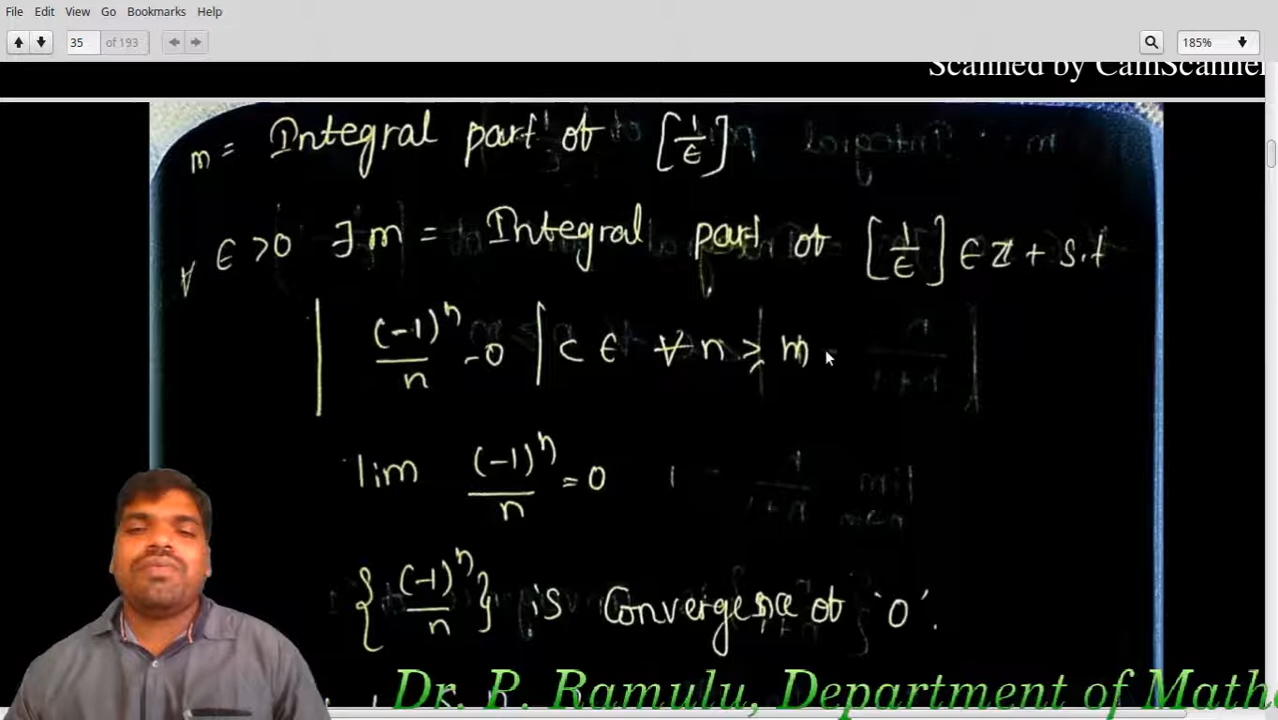 File Edit View Go Bookmarks Help
35 of 193 185%
Scanned by CamScanner
m = Integral part of [1/ε]
∀ ε >0 ∃ m = Integral part of [1/ε] ∈ Z + s.t
| (-1)^n/n - 0 | < ε ∀ n ≥ m
lim (-1)^n/n = 0
{(-1)^n/n} is Convergence of '0'.
Dr. R. Ramulu, Department of Math